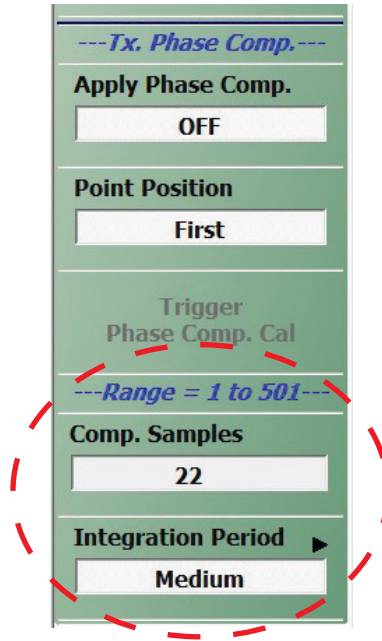 ---Tx. Phase Comp.---
Apply Phase Comp.
OFF
Point Position
First
Trigger
Phase Comp. Cal
---Range = 1 to 501---
Comp. Samples
22
Integration Period
Medium